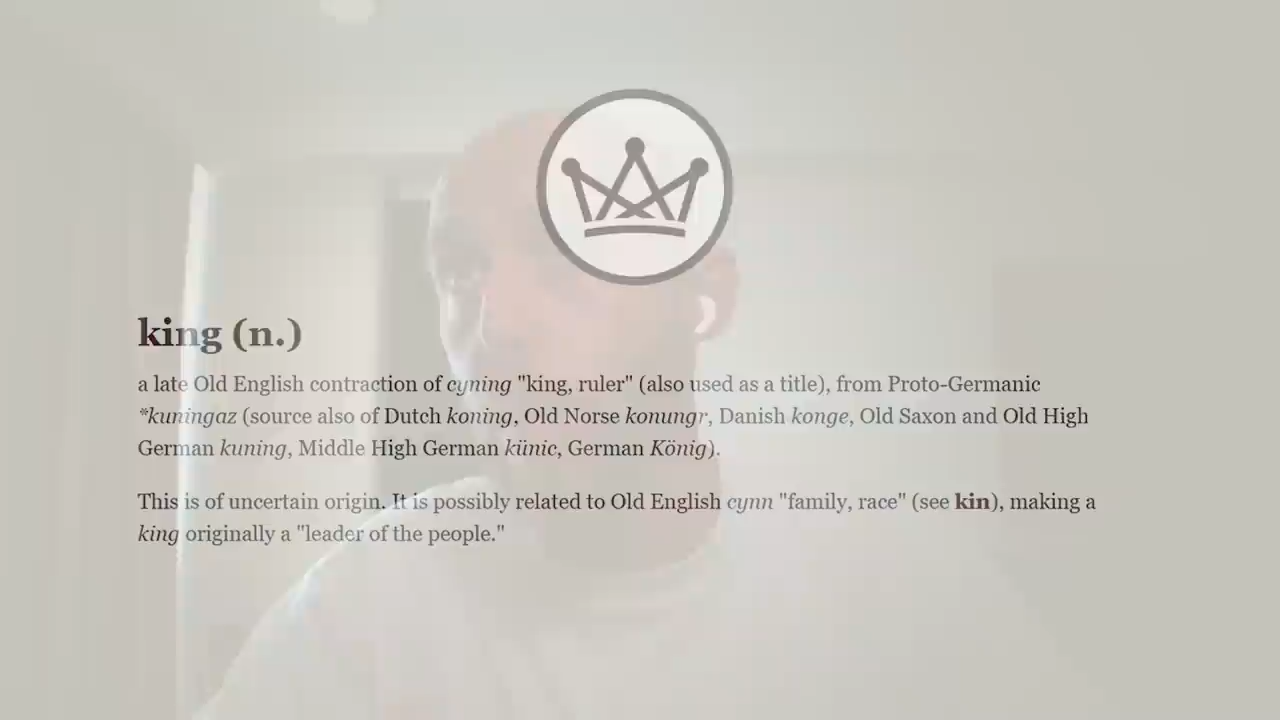 king (n.)
a late Old English contraction of cyning "king, ruler" (also used as a title), from Proto-Germanic
*kuningaz (source also of Dutch koning, Old Norse konungr, Danish konge, Old Saxon and Old High
German kuning, Middle High German künic, German König).
This is of uncertain origin. It is possibly related to Old English cynn "family, race" (see kin), making a
king originally a "leader of the people."